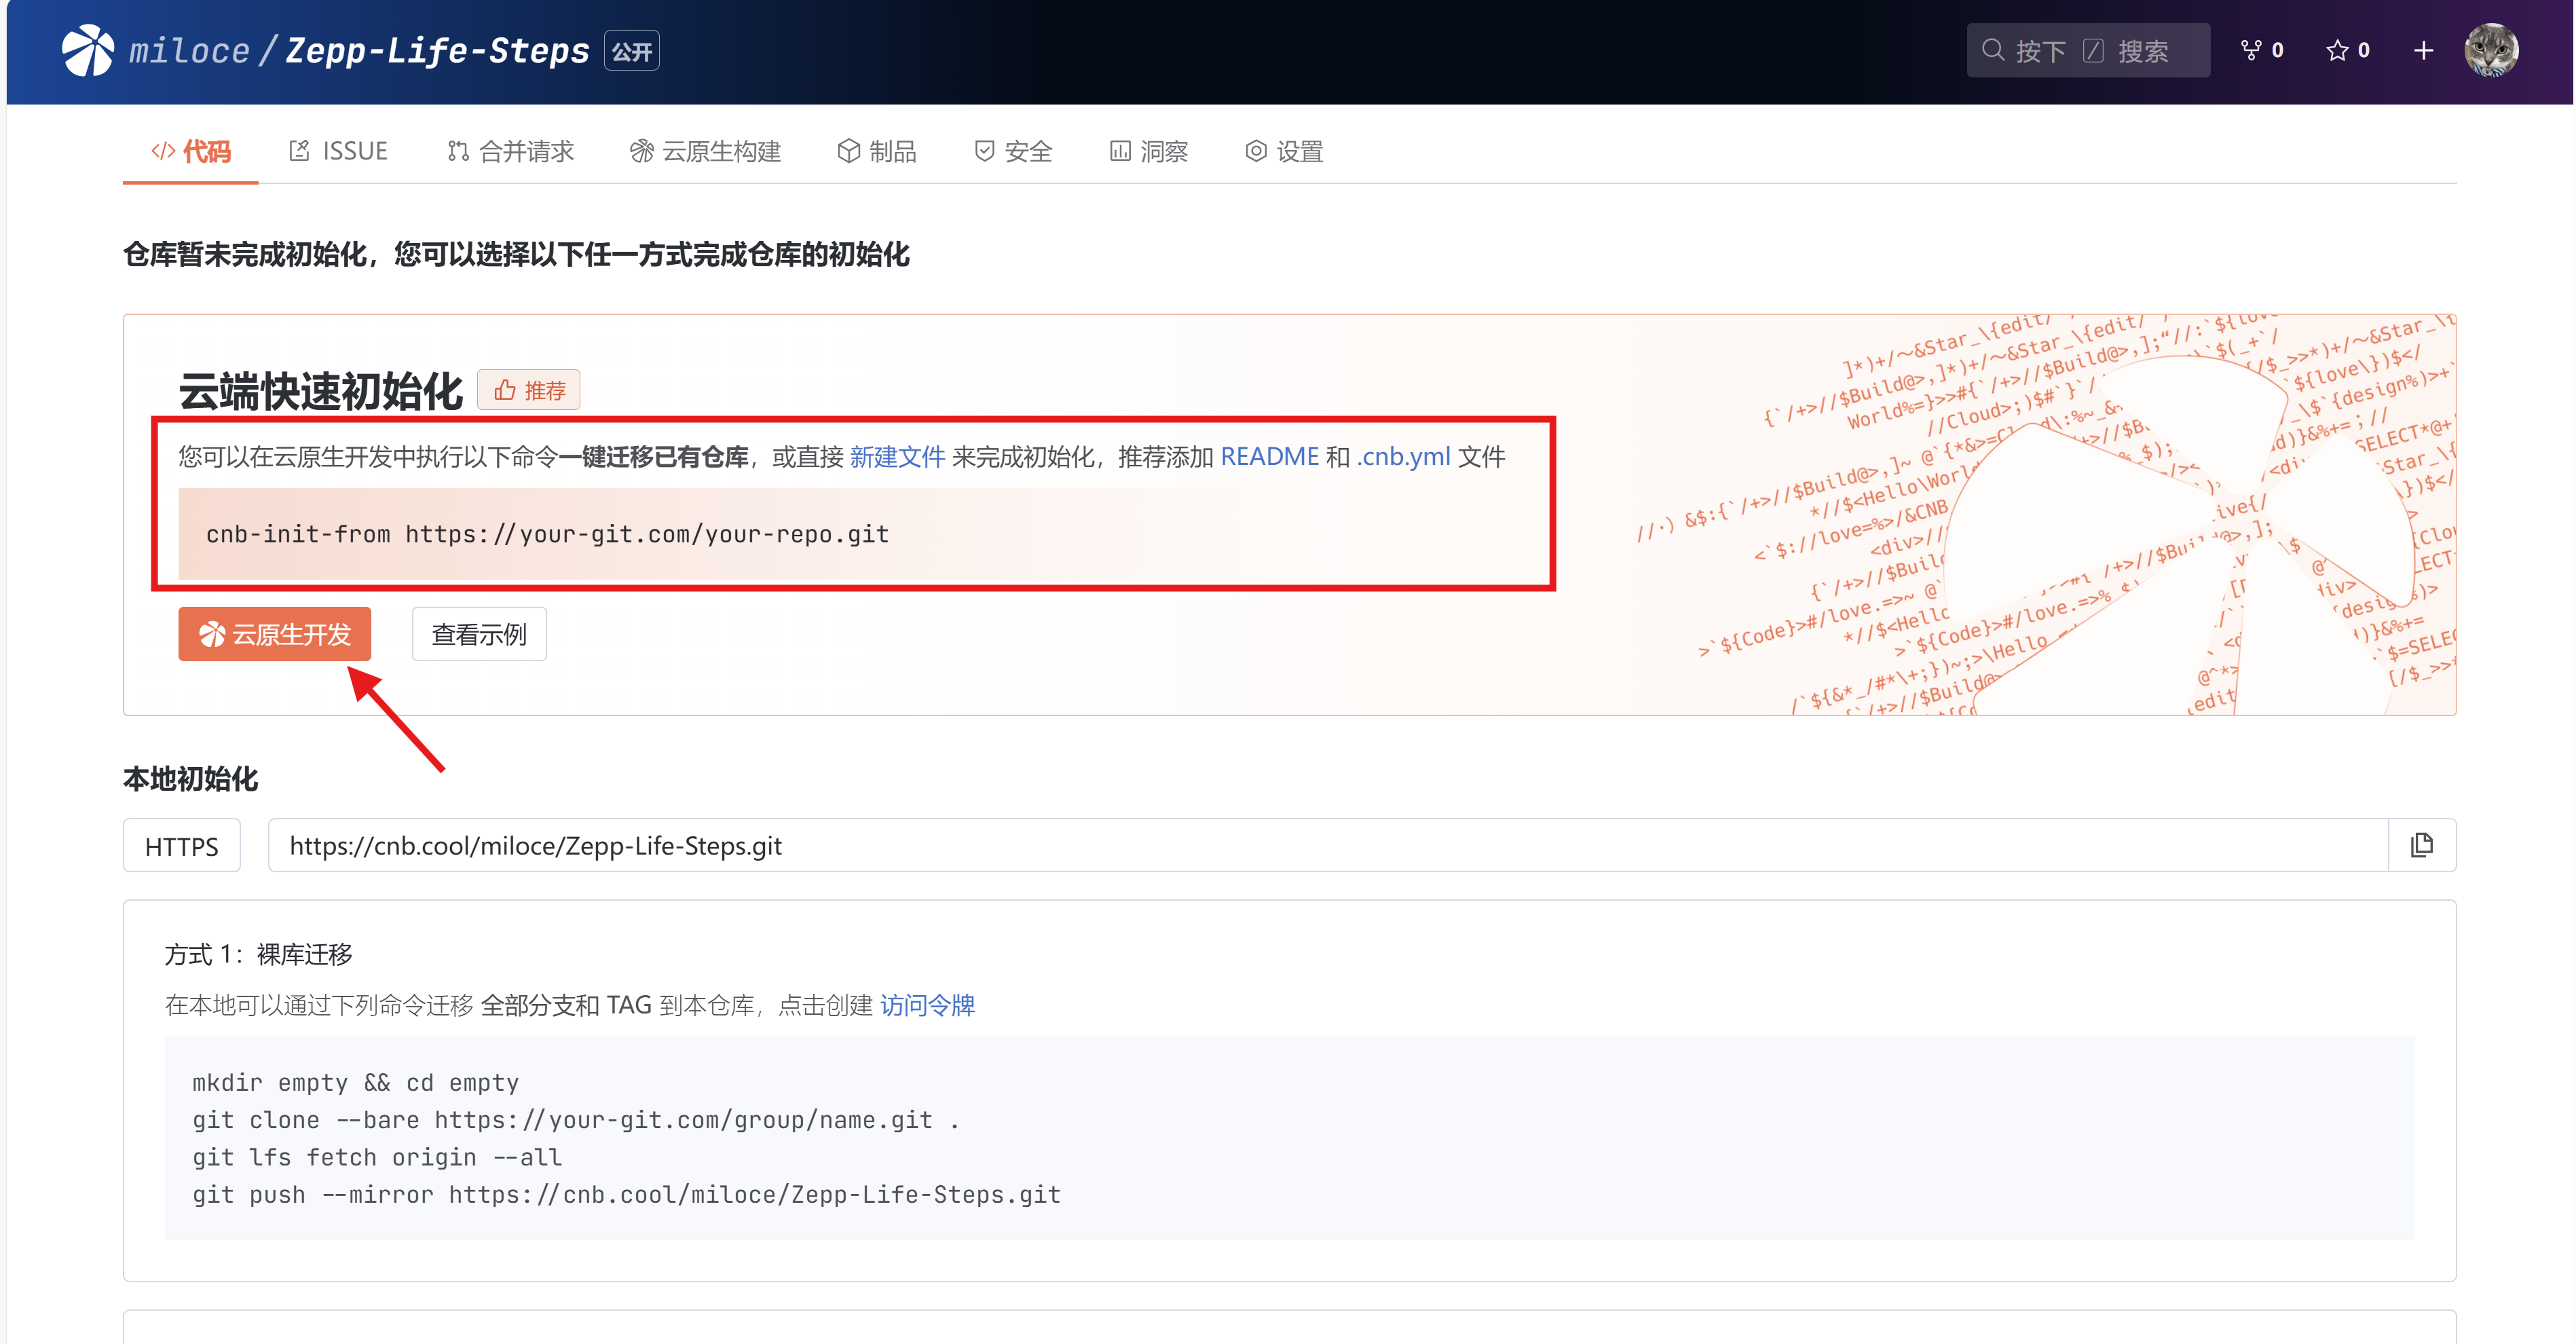 miloce / Zepp-Life-Steps 公开
按下 / 搜索
0
0
代码
ISSUE
合并请求
云原生构建
制品
安全
洞察
设置
仓库暂未完成初始化，您可以选择以下任一方式完成仓库的初始化
云端快速初始化 推荐
您可以在云原生开发中执行以下命令一键迁移已有仓库，或直接 新建文件 来完成初始化，推荐添加 README 和 .cnb.yml 文件
cnb-init-from https://your-git.com/your-repo.git
云原生开发
查看示例
本地初始化
HTTPS
https://cnb.cool/miloce/Zepp-Life-Steps.git
方式 1：裸库迁移
在本地可以通过下列命令迁移 全部分支和 TAG 到本仓库，点击创建 访问令牌
mkdir empty && cd empty
git clone --bare https://your-git.com/group/name.git .
git lfs fetch origin --all
git push --mirror https://cnb.cool/miloce/Zepp-Life-Steps.git